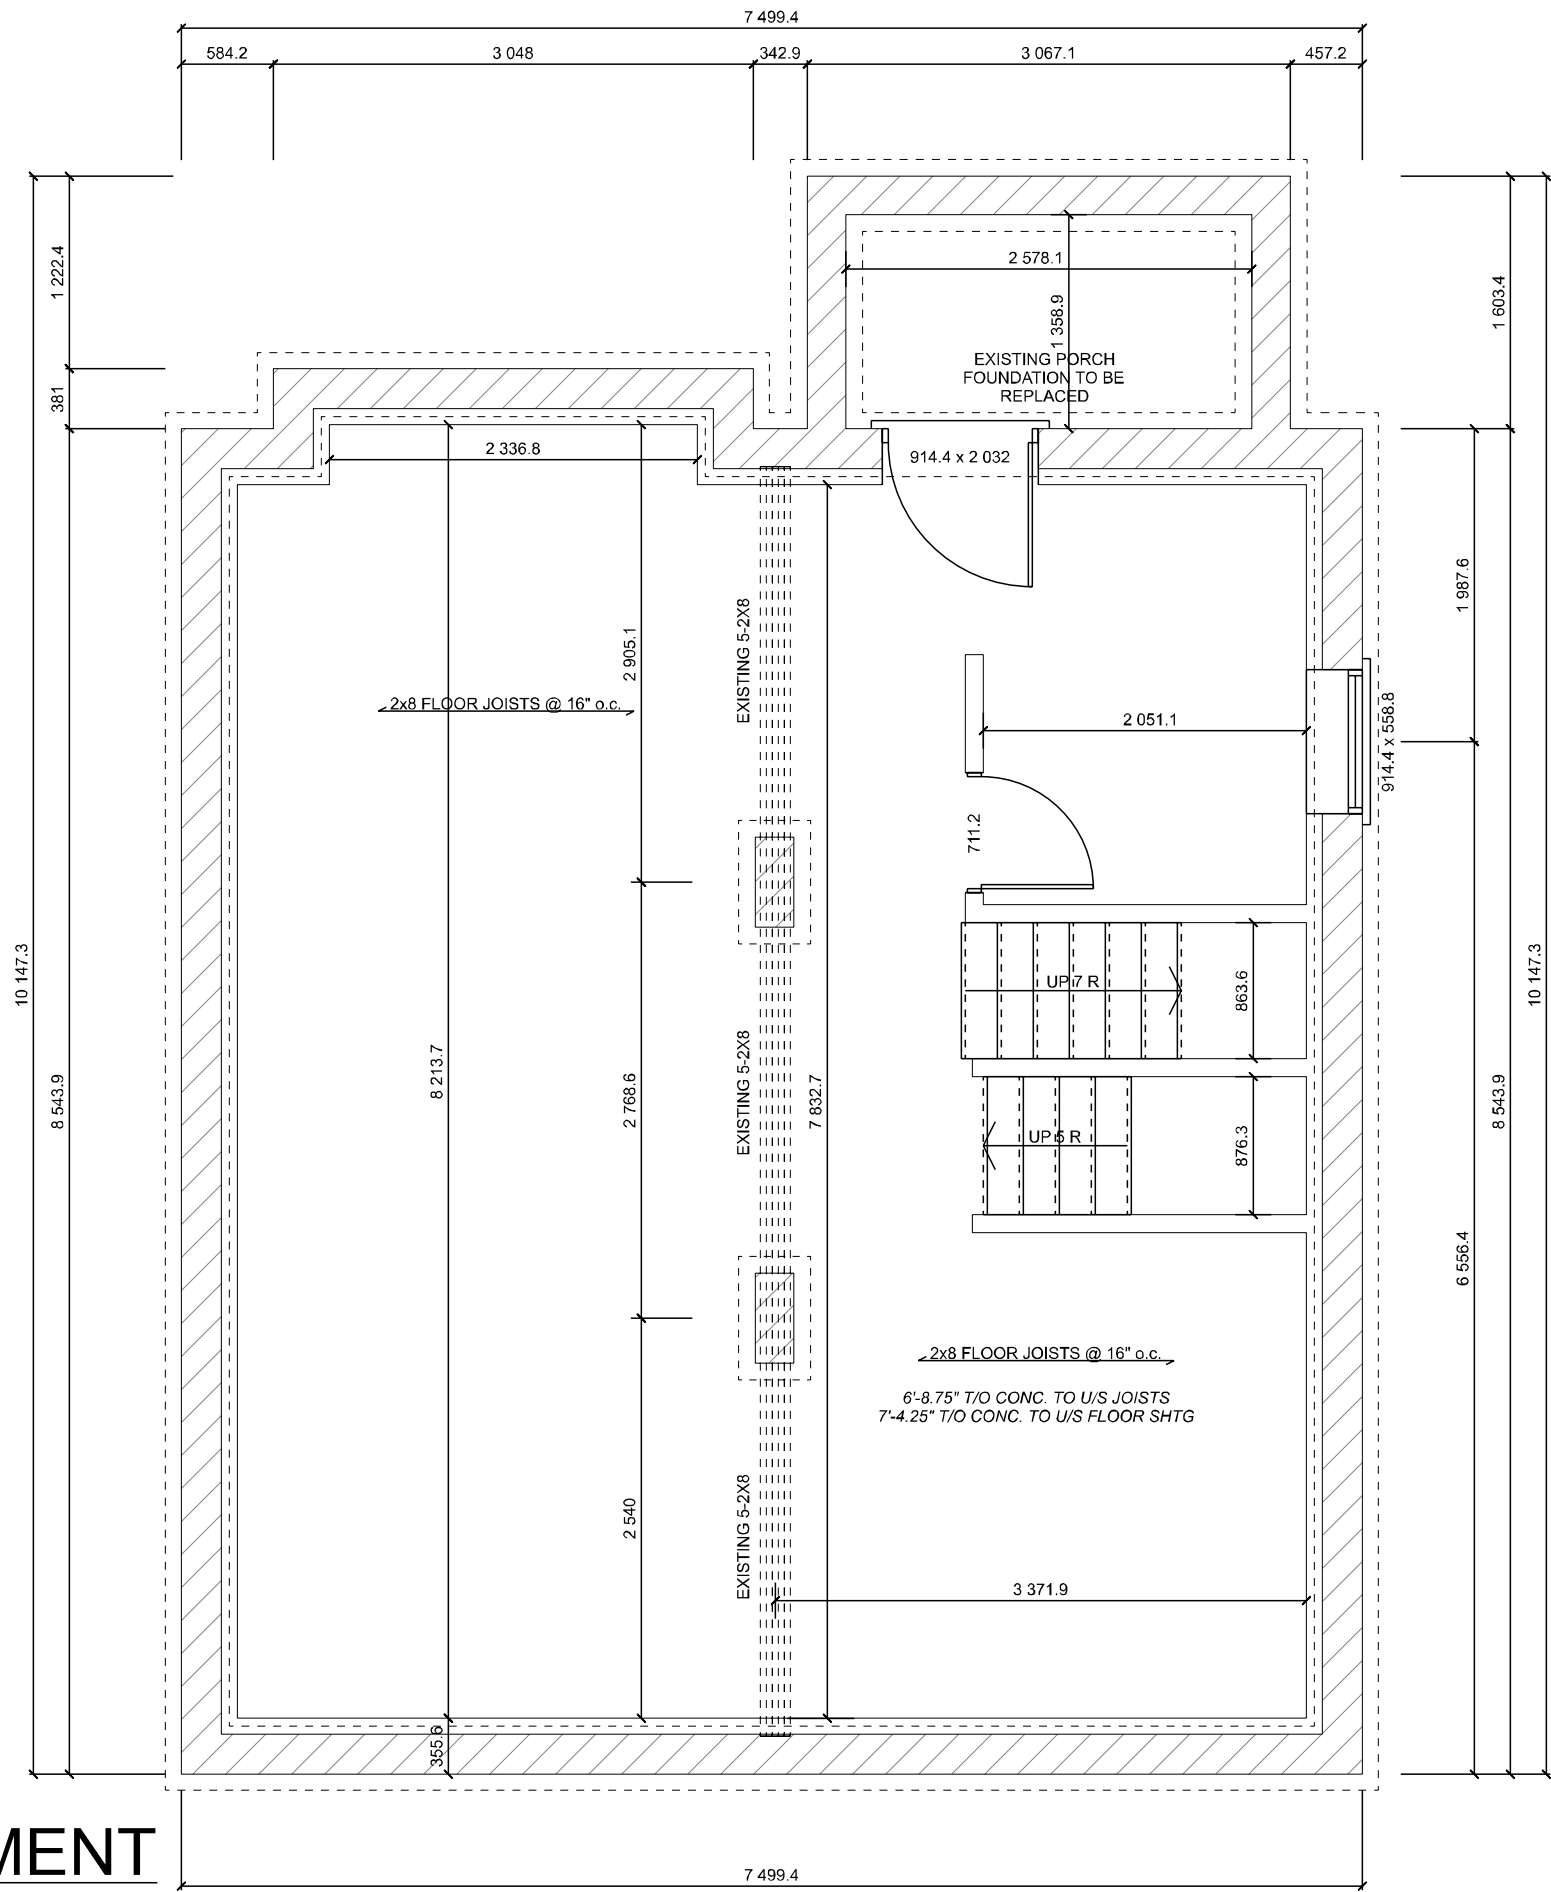 7 499.4
584.2
3 048
342.9
3 067.1
457.2
1 222.4
381
10 147.3
8 543.9
2 578.1
1 358.9
EXISTING PORCH
FOUNDATION TO BE
REPLACED
1 603.4
2 336.8
914.4 x 2 032
1 987.6
2 905.1
EXISTING 5-2X8
2x8 FLOOR JOISTS @ 16" o.c.
2 051.1
914.4 x 558.8
711.2
UP 7 R
863.6
10 147.3
8 213.7
2 768.6
EXISTING 5-2X8
7 832.7
UP 5 R
876.3
8 543.9
6 556.4
2x8 FLOOR JOISTS @ 16" o.c.
6'-8.75" T/O CONC. TO U/S JOISTS
7'-4.25" T/O CONC. TO U/S FLOOR SHTG
2 540
EXISTING 5-2X8
3 371.9
355.6
MENT
7 499.4